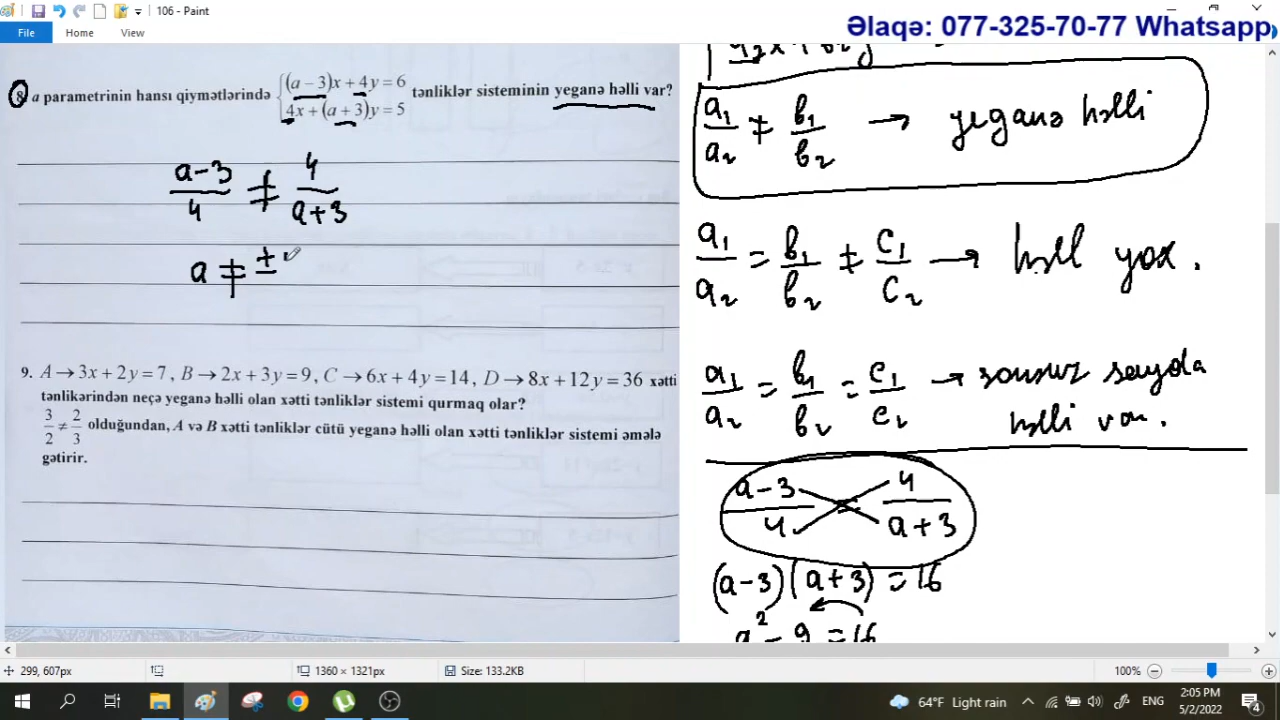 106 - Paint
Əlaqə: 077-325-70-77 Whatsapp
File Home View
8. a parametrinin hansı qiymətlərində {(a – 3)x + 4y = 6
4x + (a + 3)y = 5 tənliklər sisteminin yeganə həlli var?
a-3/4 ≠ 4/a+3
a ≠ ±
9. A → 3x + 2y = 7, B → 2x + 3y = 9, C → 6x + 4y = 14, D → 8x + 12y = 36 xətti
tənlikərindən neçə yeganə həlli olan xətti tənliklər sistemi qurmaq olar?
3/2 ≠ 2/3 olduğundan, A və B xətti tənliklər cütü yeganə həlli olan xətti tənliklər sistemi əmələ
gətirir.
a1/a2 ≠ b1/b2 → yeganə həlli
a1/a2 = b1/b2 ≠ c1/c2 → həll yox.
a1/a2 = b1/b2 = c1/c2 → sonsuz sayda
həlli var.
a-3/4 = 4/a+3
(a-3)(a+3) = 16
a² - 9 = 16
299, 607px 1360 × 1321px Size: 133.2KB 100%
64°F Light rain ENG 2:05 PM
5/2/2022 4